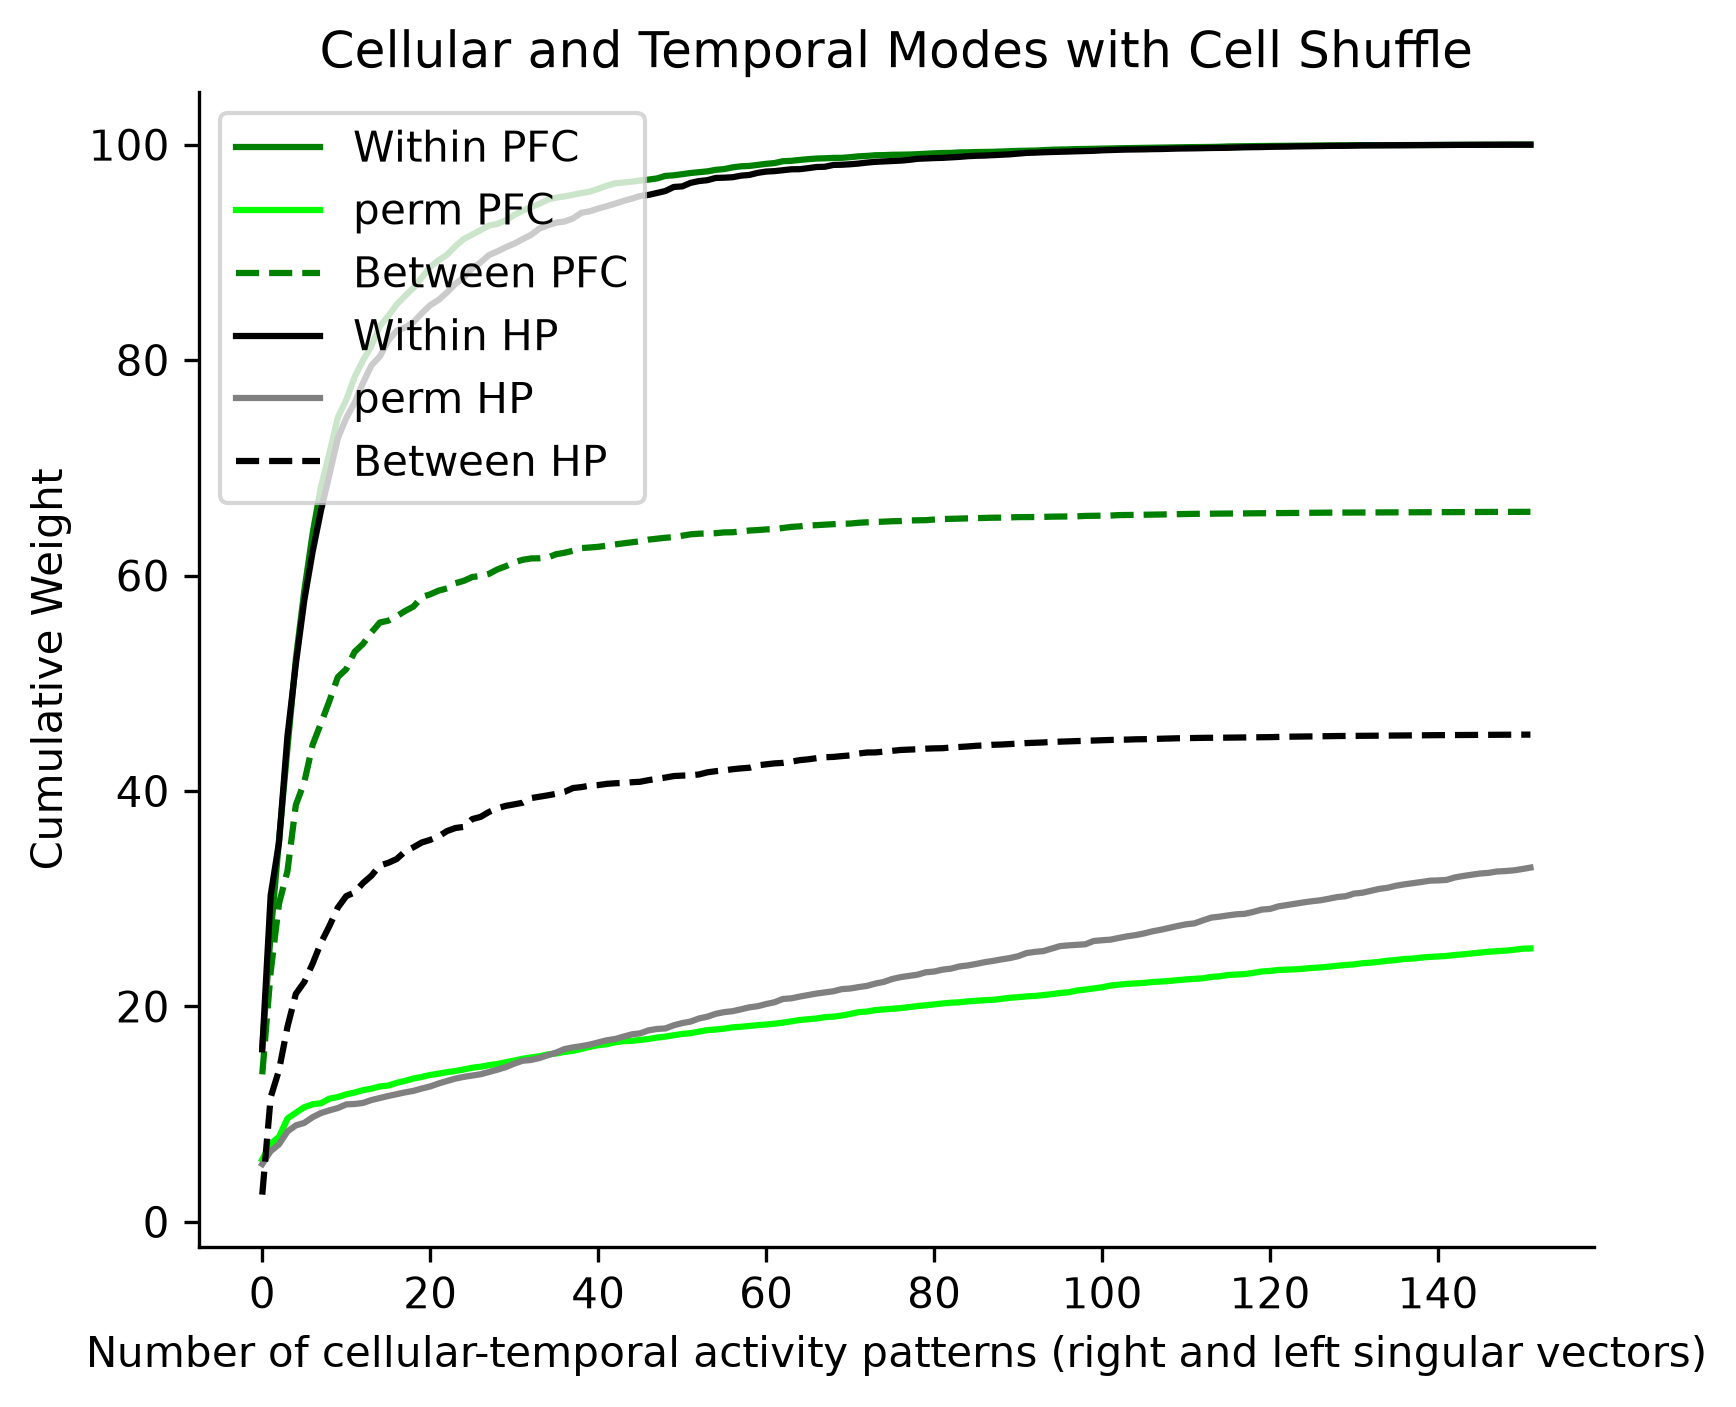 Cellular and Temporal Modes with Cell Shuffle
Within PFC
perm PFC
Between PFC
Within HP
perm HP
Between HP
Cumulative Weight
100
80
60
40
20
0
0 20 40 60 80 100 120 140
Number of cellular-temporal activity patterns (right and left singular vectors)